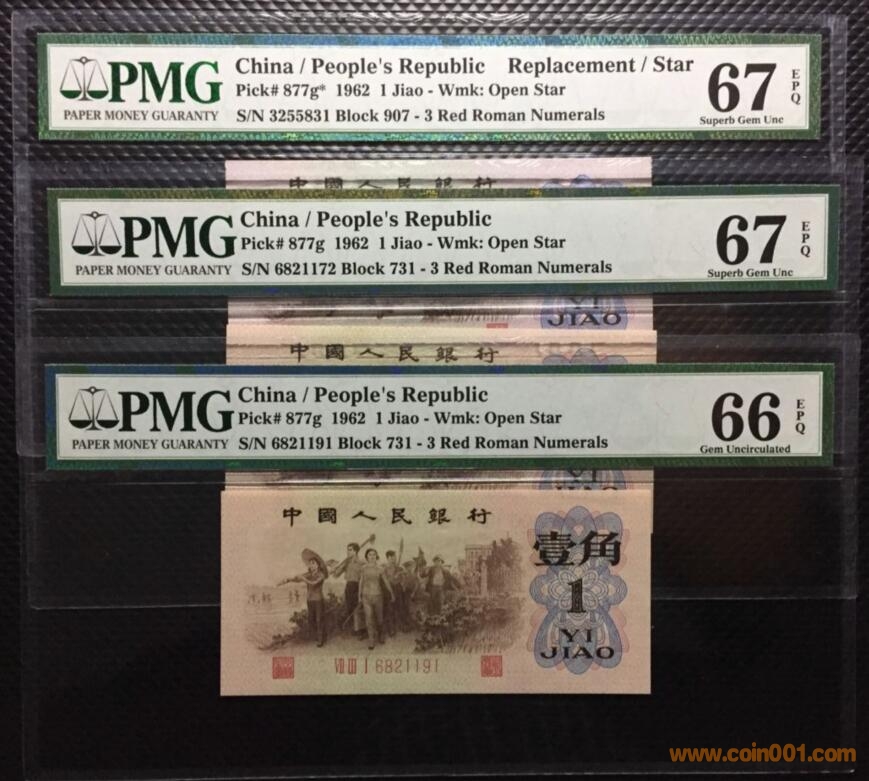 PMG
PAPER MONEY GUARANTY
China / People's Republic Replacement / Star
Pick# 877g* 1962 1 Jiao - Wmk: Open Star
S/N 3255831 Block 907 - 3 Red Roman Numerals
67
EPQ
Superb Gem Unc
中國人民銀行
PMG
PAPER MONEY GUARANTY
China / People's Republic
Pick# 877g 1962 1 Jiao - Wmk: Open Star
S/N 6821172 Block 731 - 3 Red Roman Numerals
67
EPQ
Superb Gem Unc
YI
JIAO
中國人民銀行
PMG
PAPER MONEY GUARANTY
China / People's Republic
Pick# 877g 1962 1 Jiao - Wmk: Open Star
S/N 6821191 Block 731 - 3 Red Roman Numerals
66
EPQ
Gem Uncirculated
YI
JIAO
中國人民銀行
壹角
1
YI
JIAO
VII III I 6821191
www.coin001.com